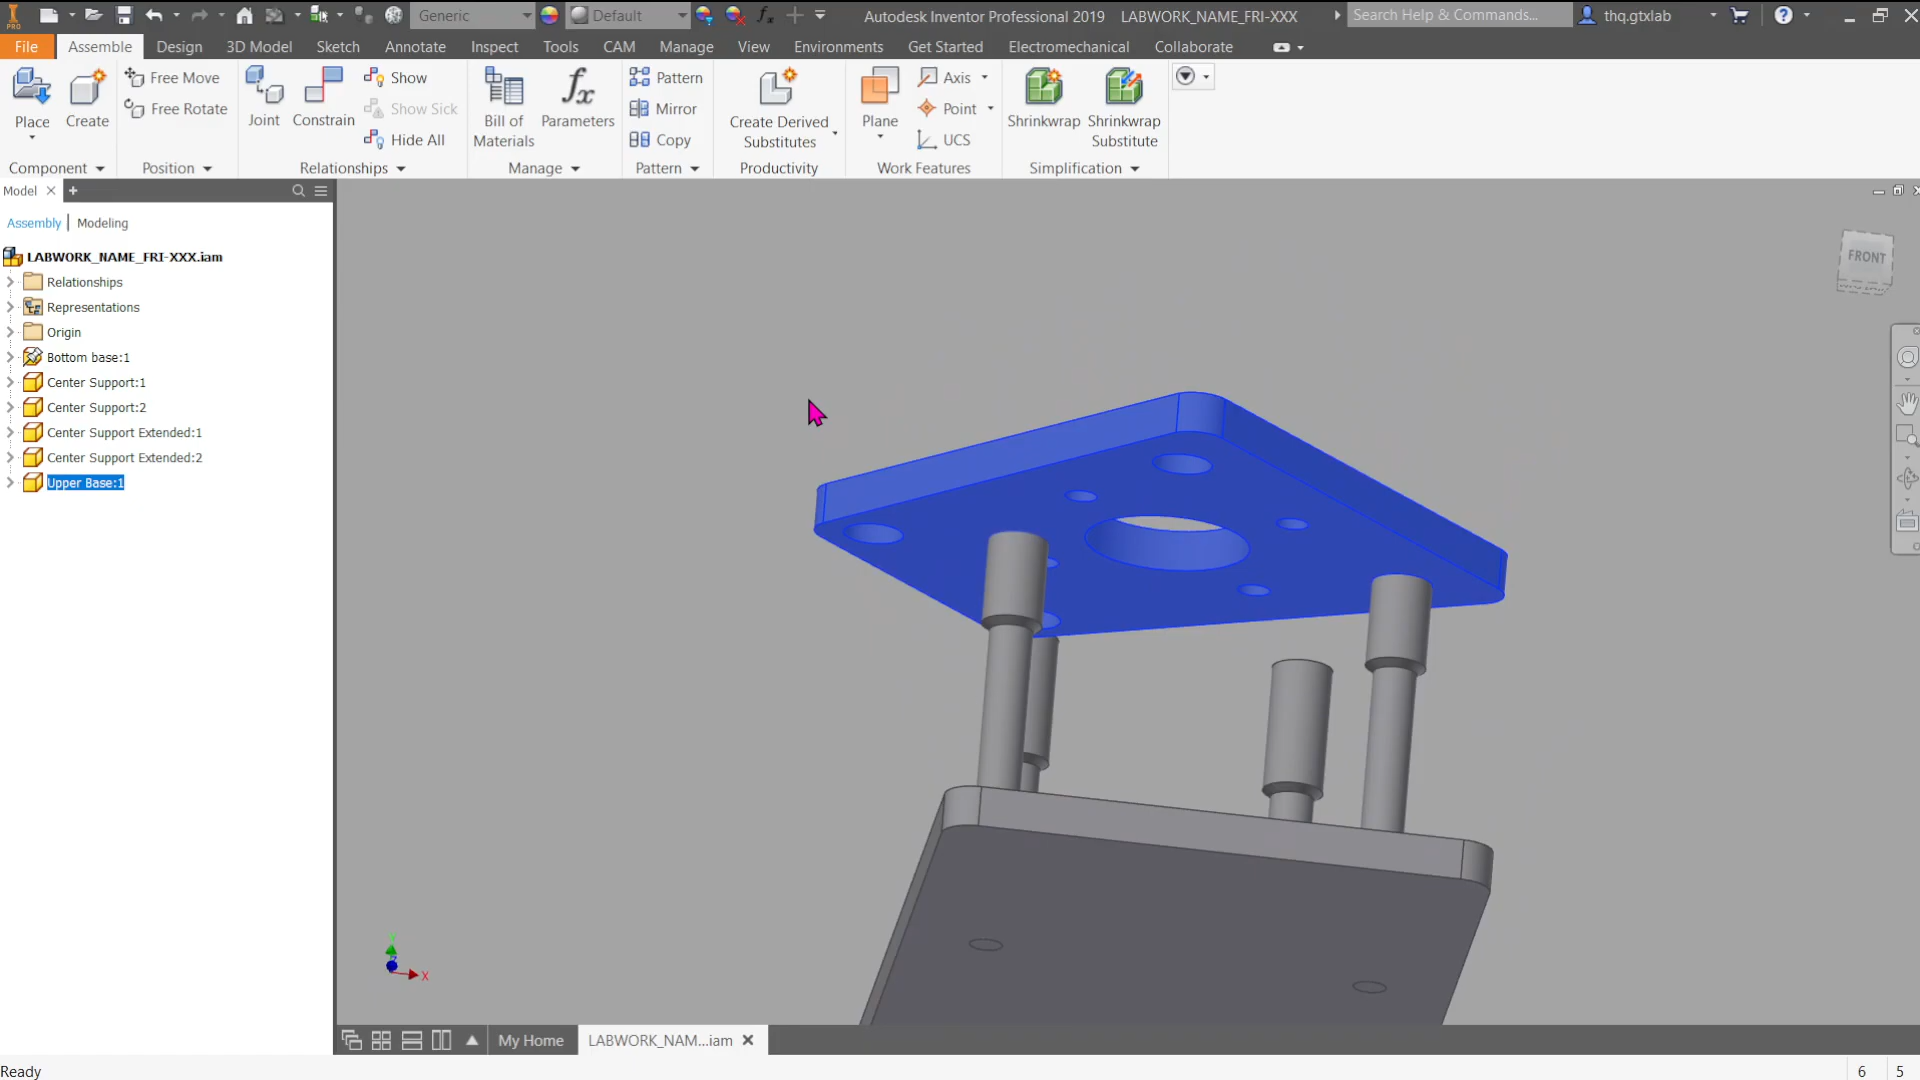 PRO Generic Default fx Autodesk Inventor Professional 2019 LABWORK_NAME_FRI-XXX Search Help & Commands... thq.gtxlab
File Assemble Design 3D Model Sketch Annotate Inspect Tools CAM Manage View Environments Get Started Electromechanical Collaborate
Place
Create
Free Move
Free Rotate
Joint
Constrain
Show
Show Sick
Hide All
Bill of
Materials
fx
Parameters
Pattern
Mirror
Copy
Create Derived
Substitutes
Plane
Axis
Point
UCS
Shrinkwrap
Shrinkwrap
Substitute
Component Position Relationships Manage Pattern Productivity Work Features Simplification
Model
Assembly | Modeling
LABWORK_NAME_FRI-XXX.iam
Relationships
Representations
Origin
Bottom base:1
Center Support:1
Center Support:2
Center Support Extended:1
Center Support Extended:2
Upper Base:1
FRONT
X
My Home LABWORK_NAM...iam
Ready 6 5